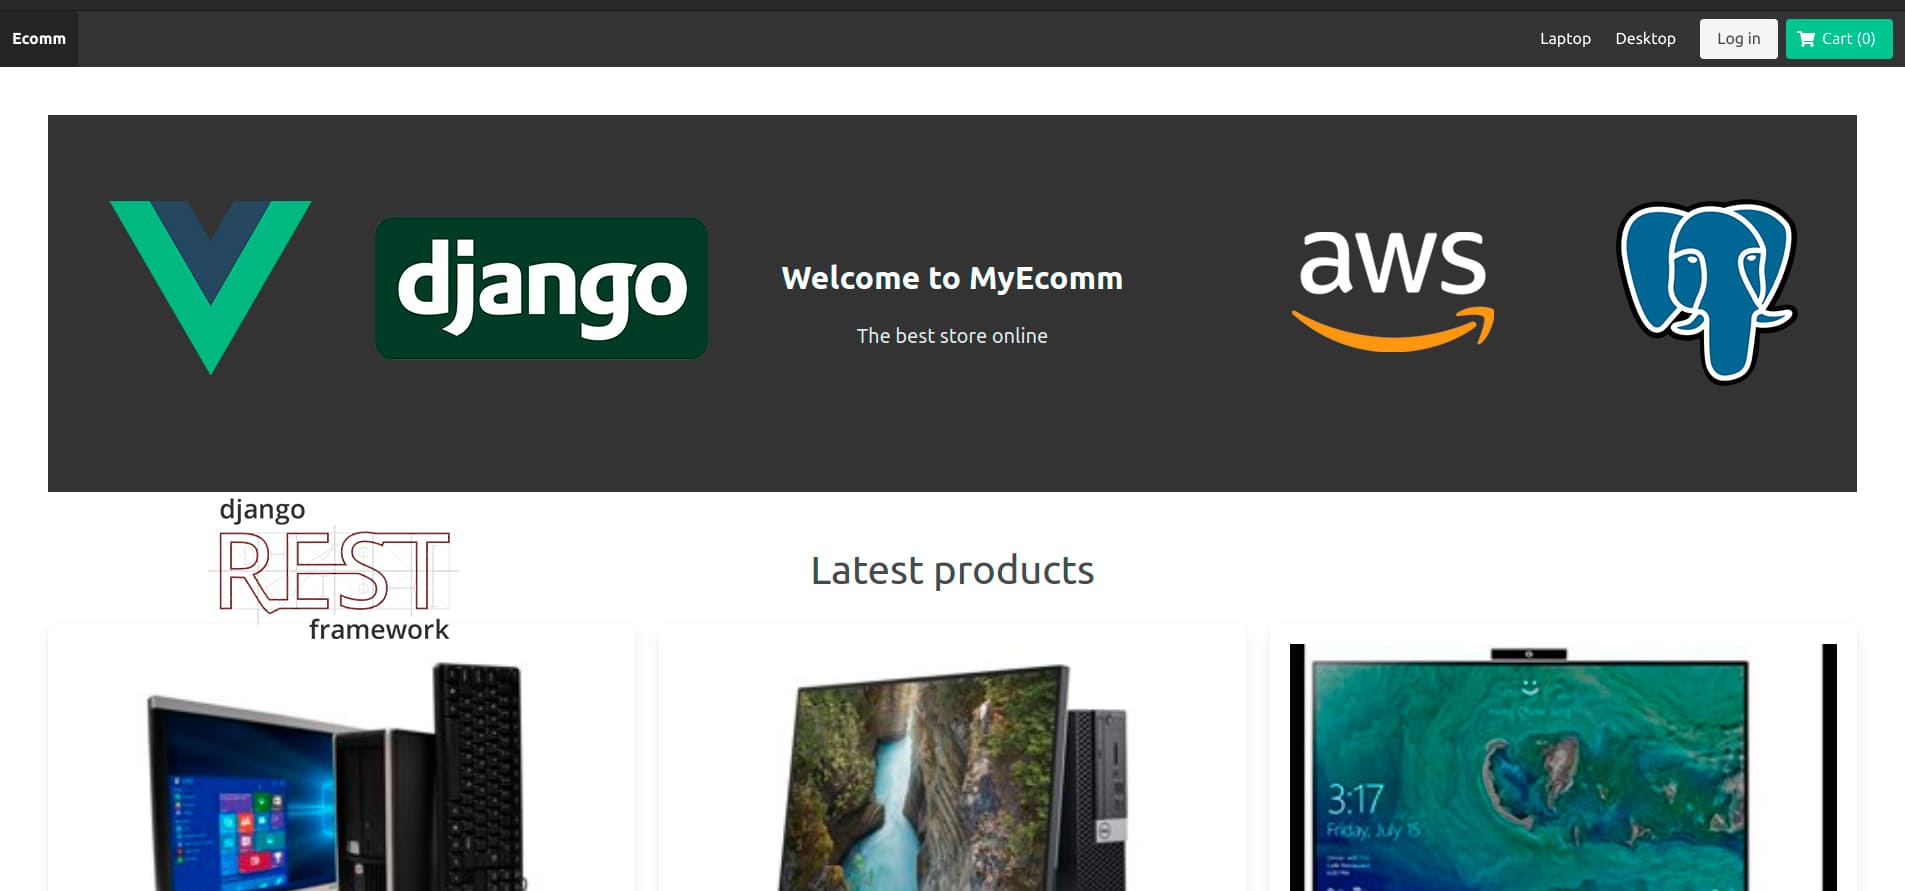 Ecomm
Laptop
Desktop
Log in
Cart (0)
django
Welcome to MyEcomm
The best store online
aws
django
REST
framework
Latest products
3:17
Friday, July 15